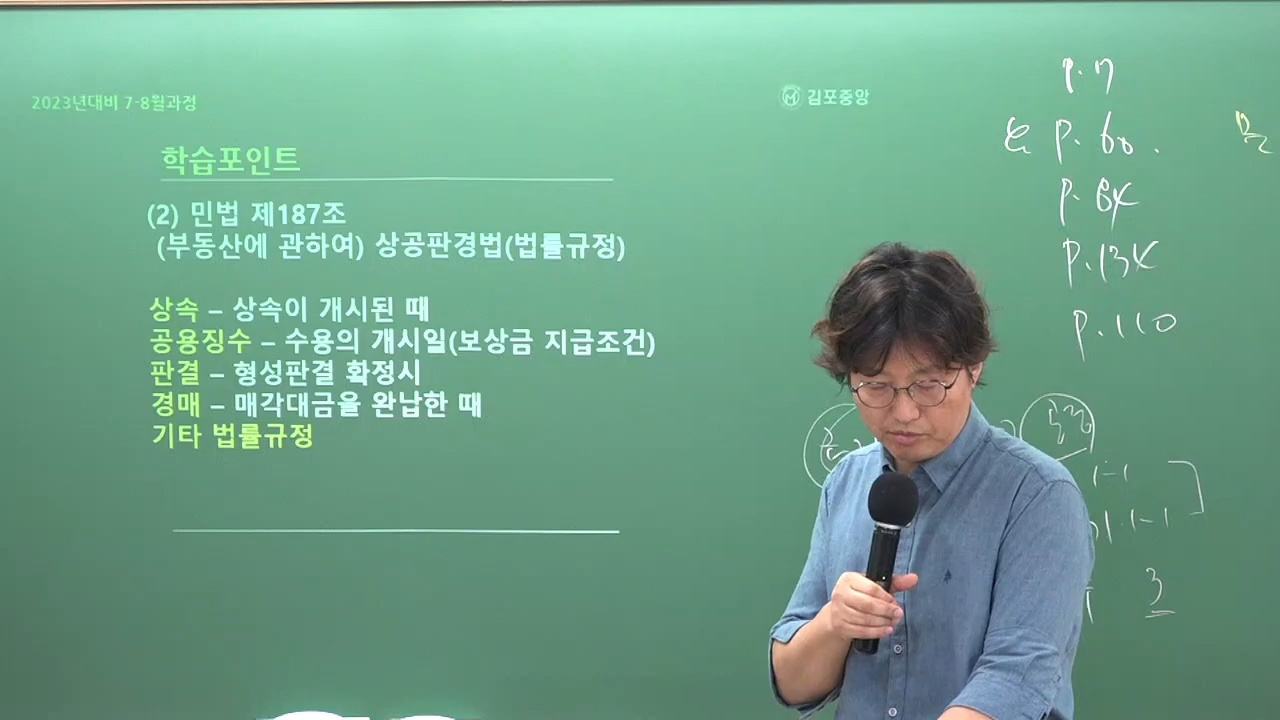 2023년대비 7-8월과정
김포중앙
학습포인트
(2) 민법 제187조
(부동산에 관하여) 상공판경법(법률규정)
상속 – 상속이 개시된 때
공용징수 – 수용의 개시일(보상금 지급조건)
판결 – 형성판결 확정시
경매 – 매각대금을 완납한 때
기타 법률규정
p.7
p.60.
p.84
p.134
p.110
3